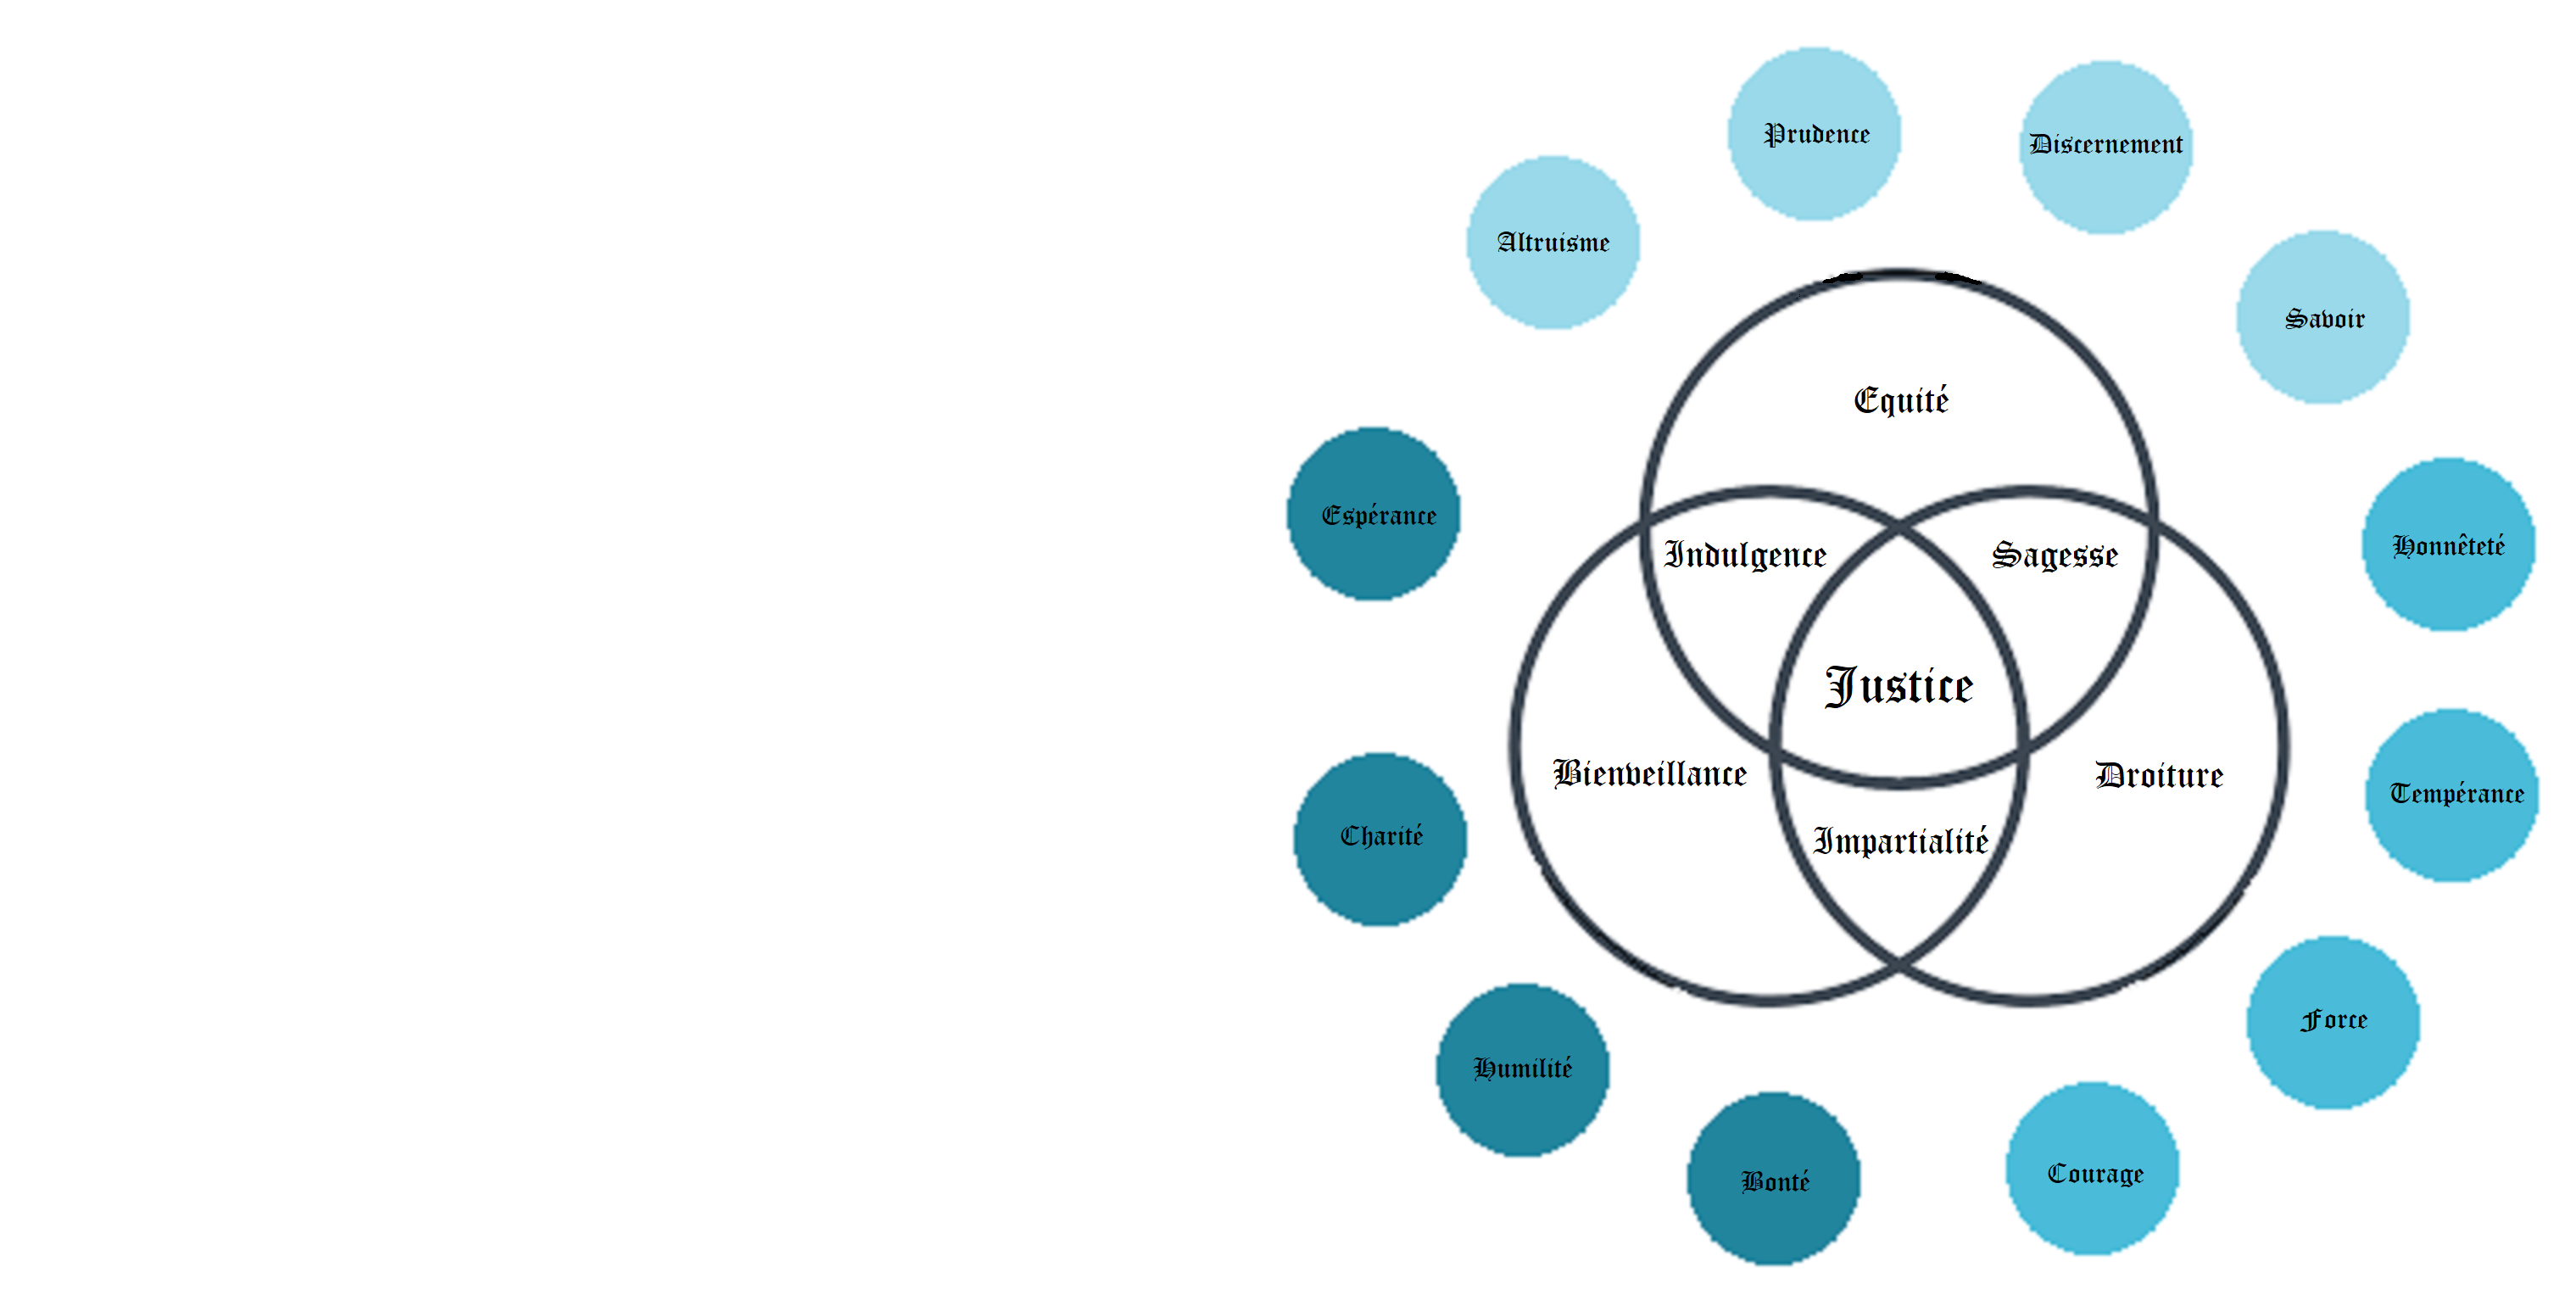 Prudence
Discernement
Altruisme
Savoir
Equité
Espérance
Honnêteté
Indulgence
Sagesse
Justice
Bienveillance
Droiture
Tempérance
Charité
Impartialité
Force
Humilité
Courage
Bonté